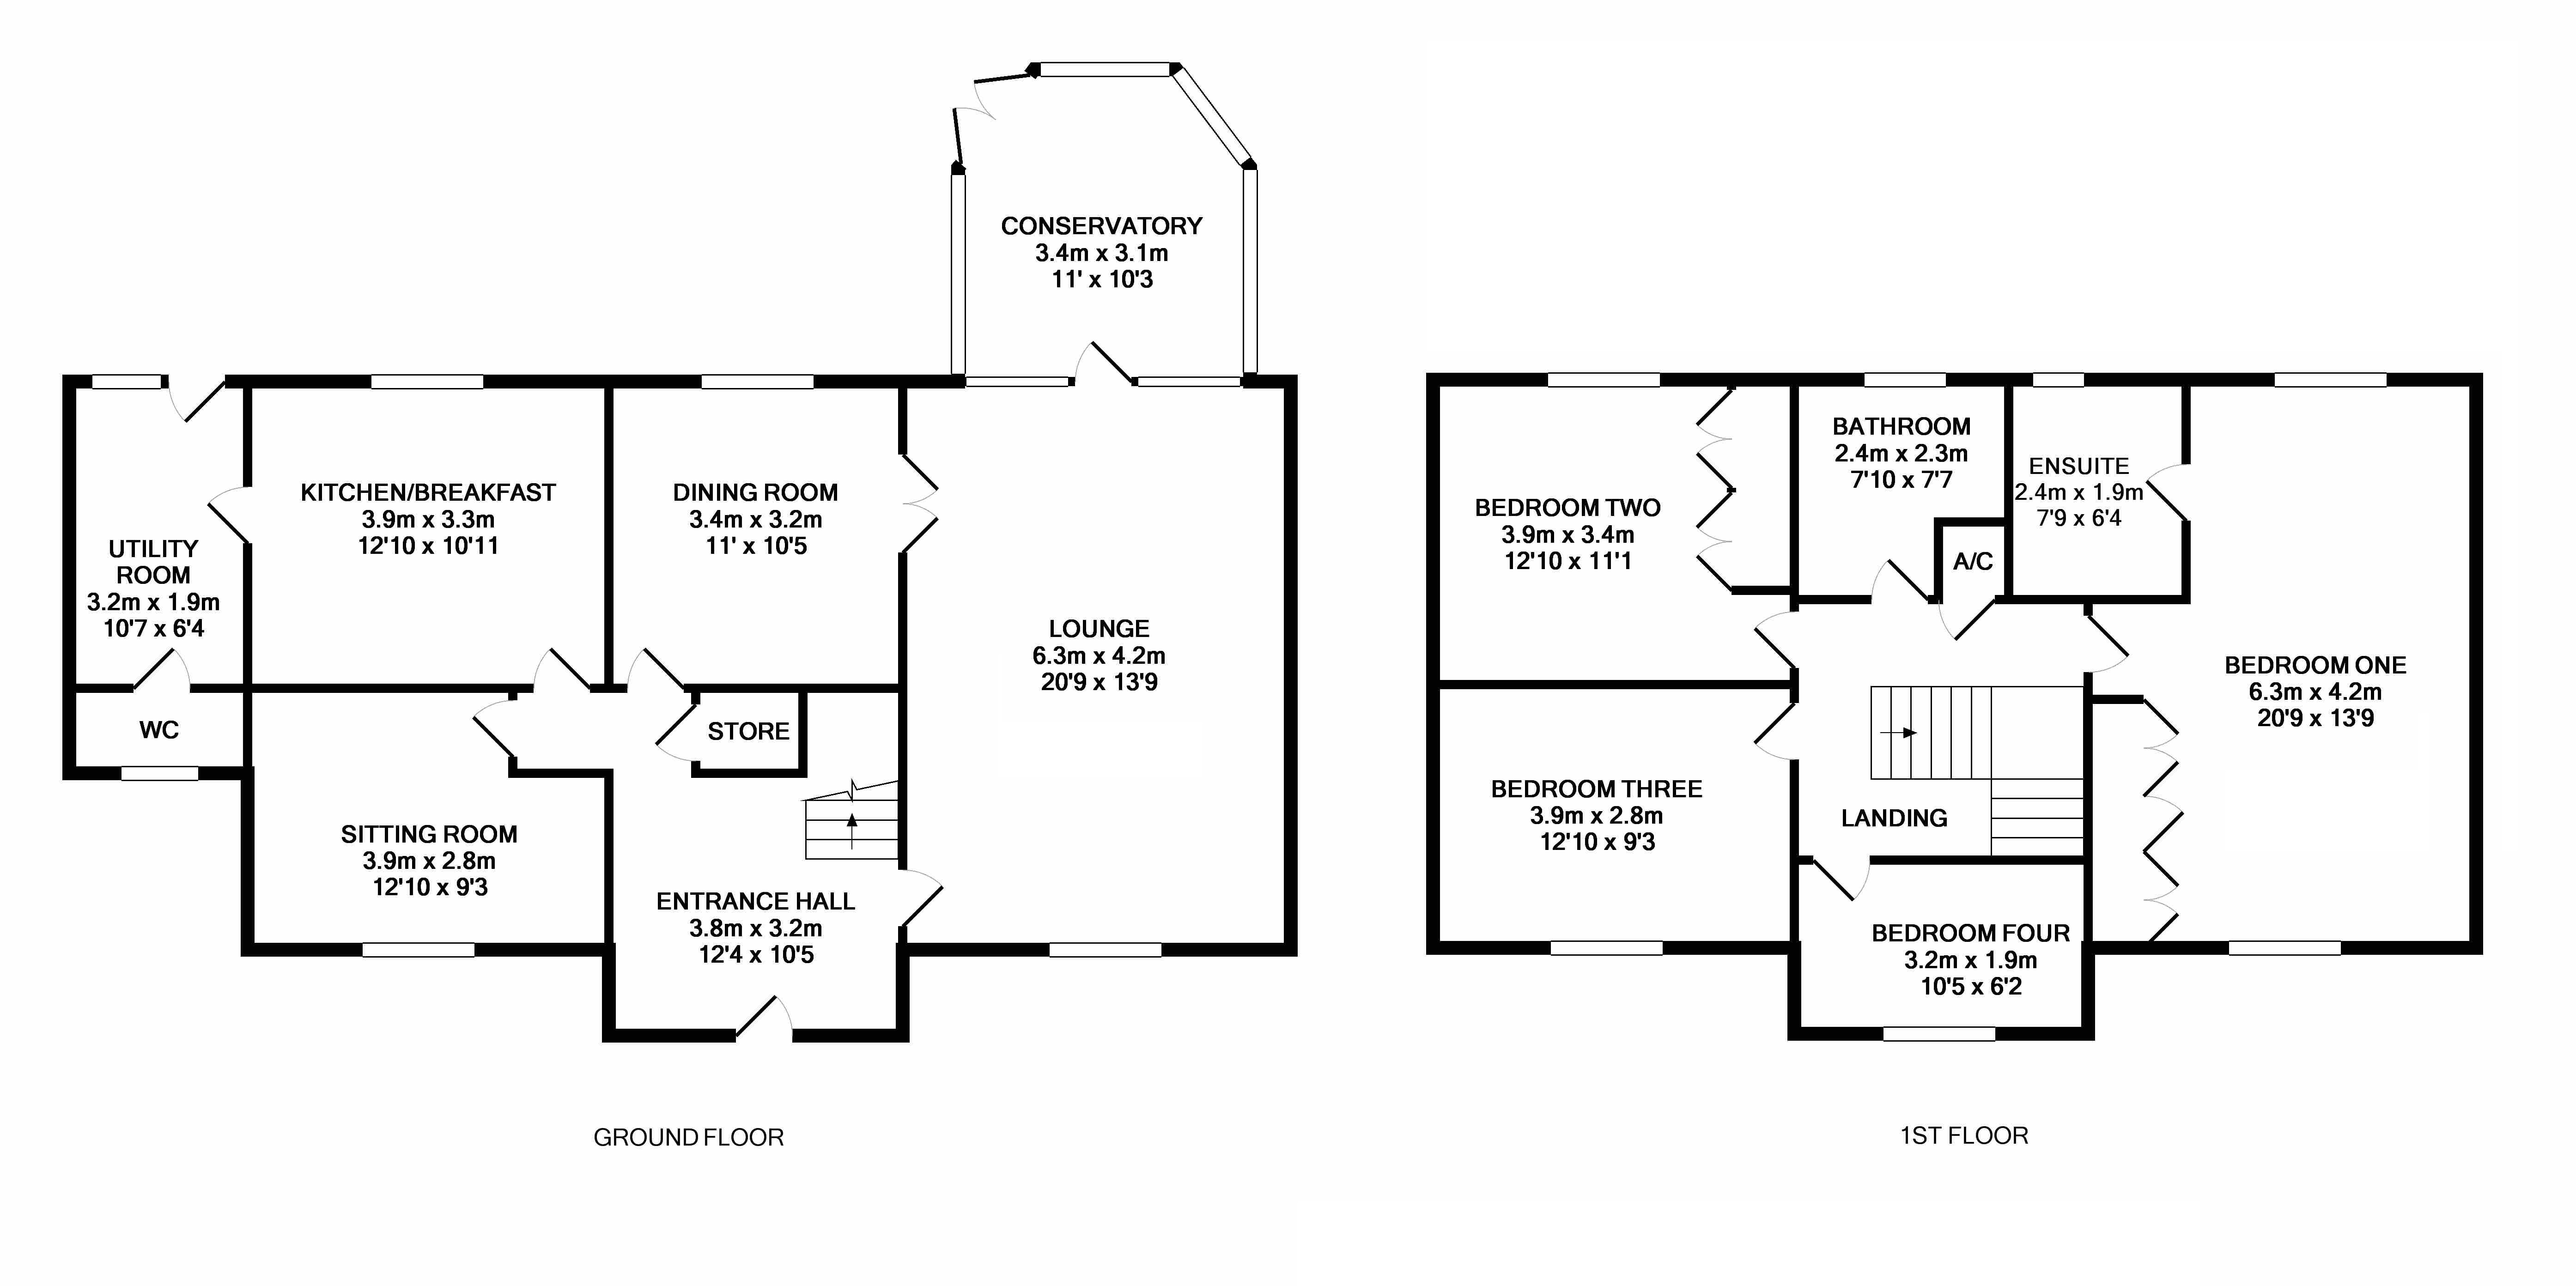 CONSERVATORY
3.4m x 3.1m
11' x 10'3
KITCHEN/BREAKFAST
3.9m x 3.3m
12'10 x 10'11
DINING ROOM
3.4m x 3.2m
11' x 10'5
UTILITY
ROOM
3.2m x 1.9m
10'7 x 6'4
LOUNGE
6.3m x 4.2m
20'9 x 13'9
WC
STORE
SITTING ROOM
3.9m x 2.8m
12'10 x 9'3
ENTRANCE HALL
3.8m x 3.2m
12'4 x 10'5
GROUND FLOOR
BATHROOM
2.4m x 2.3m
7'10 x 7'7
ENSUITE
2.4m x 1.9m
7'9 x 6'4
BEDROOM TWO
3.9m x 3.4m
12'10 x 11'1
A/C
BEDROOM ONE
6.3m x 4.2m
20'9 x 13'9
BEDROOM THREE
3.9m x 2.8m
12'10 x 9'3
LANDING
BEDROOM FOUR
3.2m x 1.9m
10'5 x 6'2
1ST FLOOR